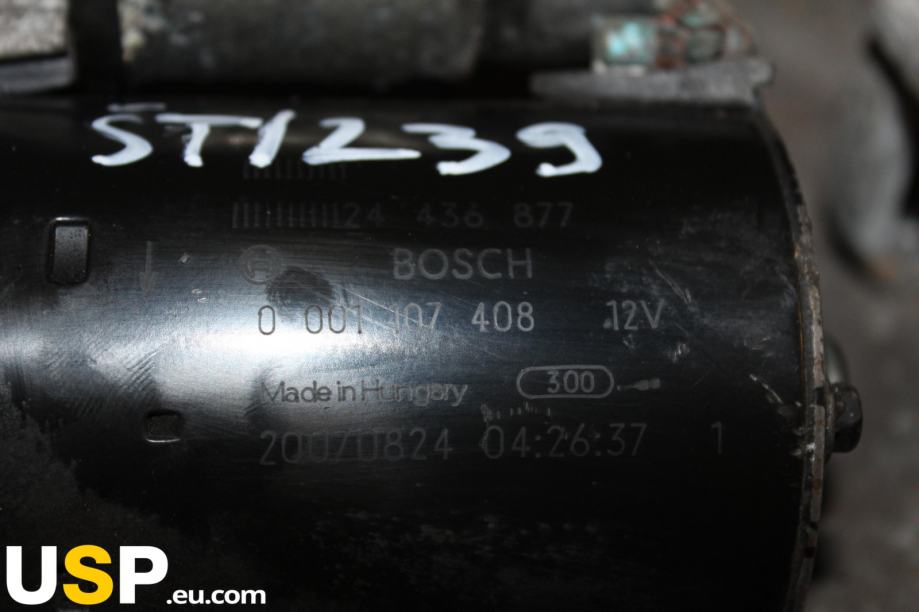 ST1239
24 436 877
BOSCH
0 001 107 408 12V
Made in Hungary 300
20070824 04:26:37 1
USP.eu.com